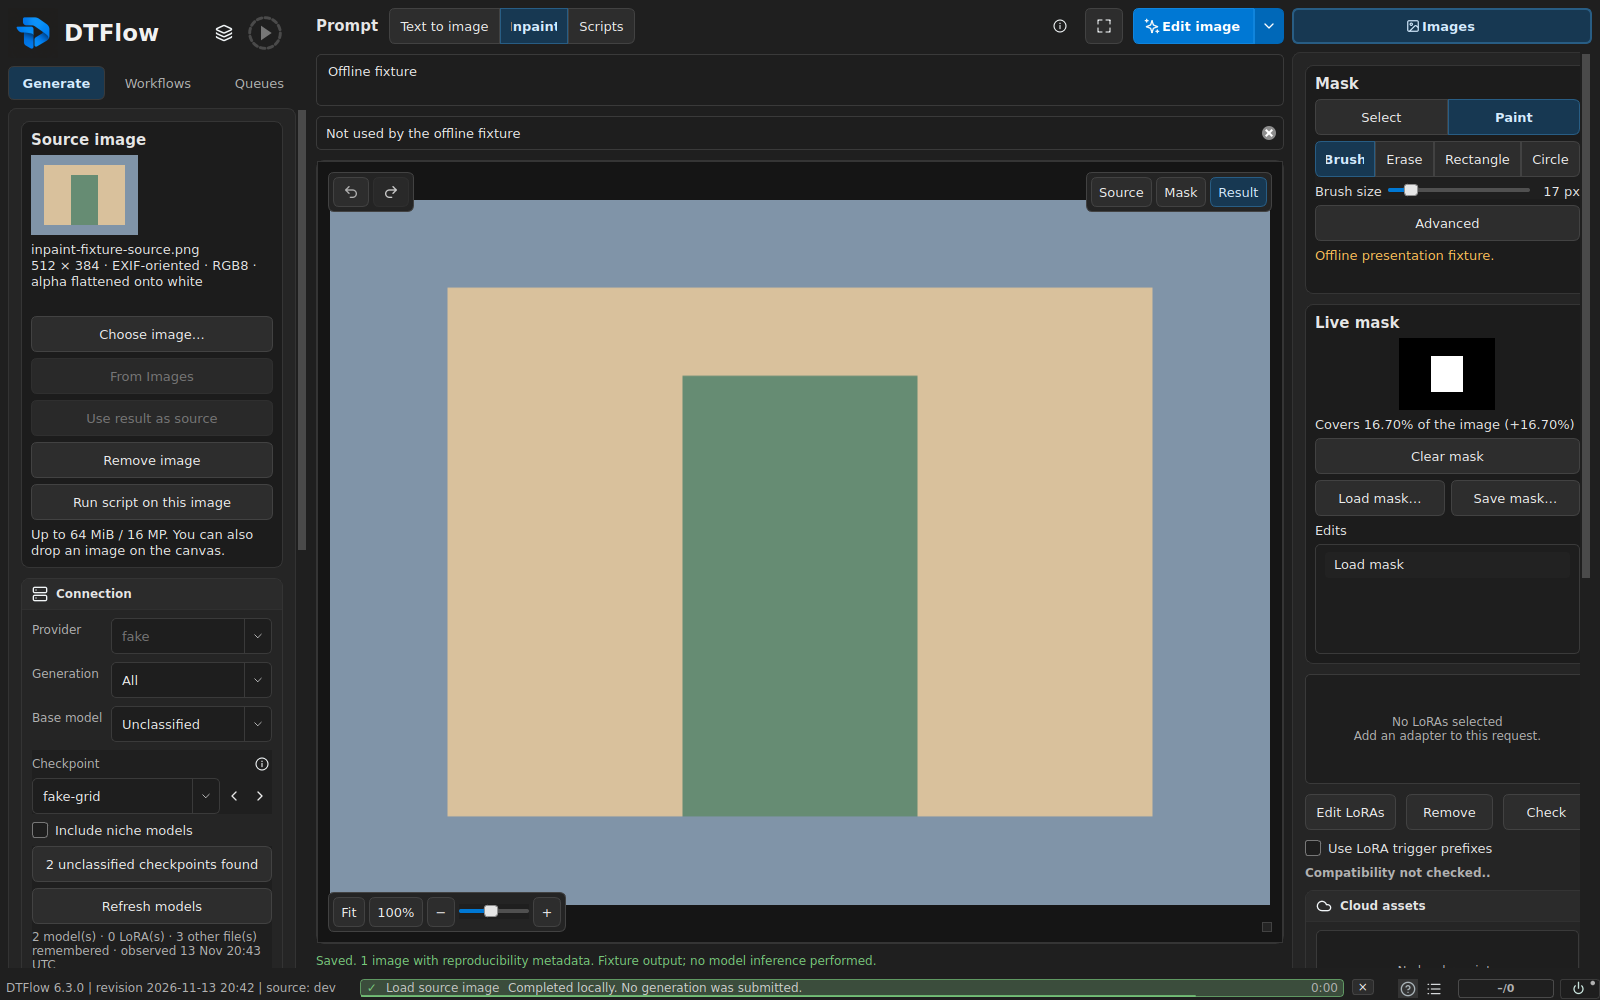 DTFlow
Generate
Workflows
Queues
Source image
inpaint-fixture-source.png
512 × 384 · EXIF-oriented · RGB8 ·
alpha flattened onto white
Choose image...
From Images
Use result as source
Remove image
Run script on this image
Up to 64 MiB / 16 MP. You can also
drop an image on the canvas.
Connection
Provider
fake
Generation
All
Base model
Unclassified
Checkpoint
fake-grid
Include niche models
2 unclassified checkpoints found
Refresh models
2 model(s) · 0 LoRA(s) · 3 other file(s)
remembered · observed 13 Nov 20:43
UTC
Prompt
Text to image
Inpaint
Scripts
Edit image
Offline fixture
Not used by the offline fixture
Source
Mask
Result
Fit
100%
−
+
Saved. 1 image with reproducibility metadata. Fixture output; no model inference performed.
Images
Mask
Select
Paint
Brush
Erase
Rectangle
Circle
Brush size
17 px
Advanced
Offline presentation fixture.
Live mask
Covers 16.70% of the image (+16.70%)
Clear mask
Load mask...
Save mask...
Edits
Load mask
No LoRAs selected
Add an adapter to this request.
Edit LoRAs
Remove
Check
Use LoRA trigger prefixes
Compatibility not checked..
Cloud assets
DTFlow 6.3.0 | revision 2026-11-13 20:42 | source: dev
✓ Load source image Completed locally. No generation was submitted.
0:00
–/0